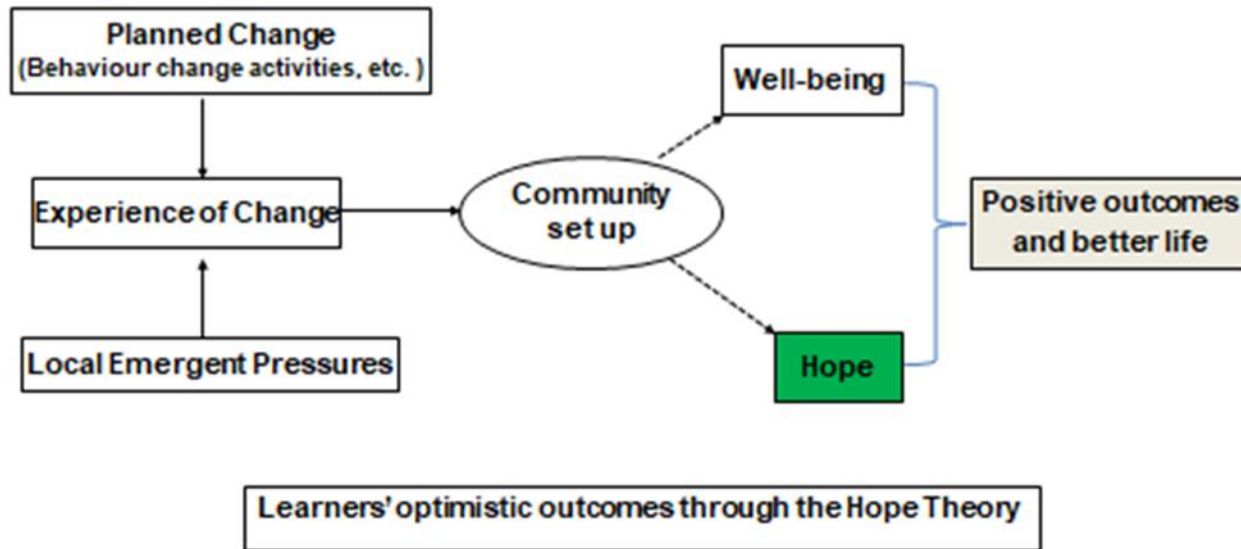 Planned Change
(Behaviour change activities, etc. )
Well-being
Experience of Change
Community
set up
Positive outcomes
and better life
Local Emergent Pressures
Hope
Learners' optimistic outcomes through the Hope Theory